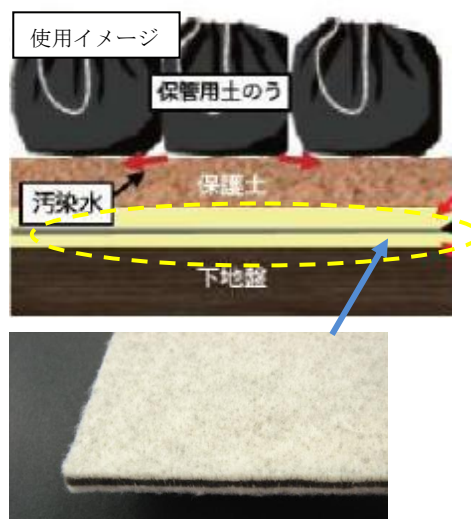 使用イメージ
保管用土のう
保護土
汚染水
下地盤